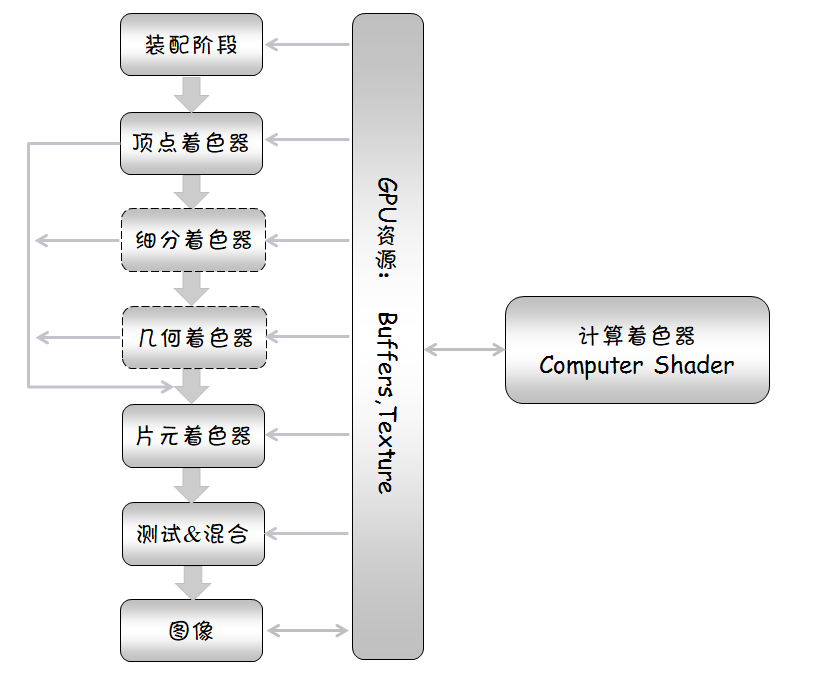 装配阶段
顶点着色器
细分着色器
几何着色器
片元着色器
测试&混合
图像
GPU资源: Buffers,Texture
计算着色器
Computer Shader